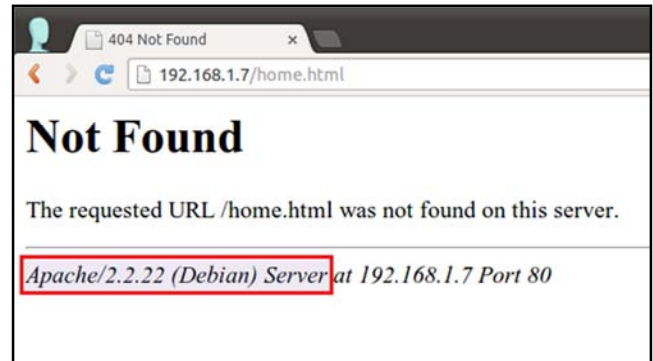 404 Not Found
192.168.1.7/home.html
Not Found
The requested URL /home.html was not found on this server.
Apache/2.2.22 (Debian) Server at 192.168.1.7 Port 80